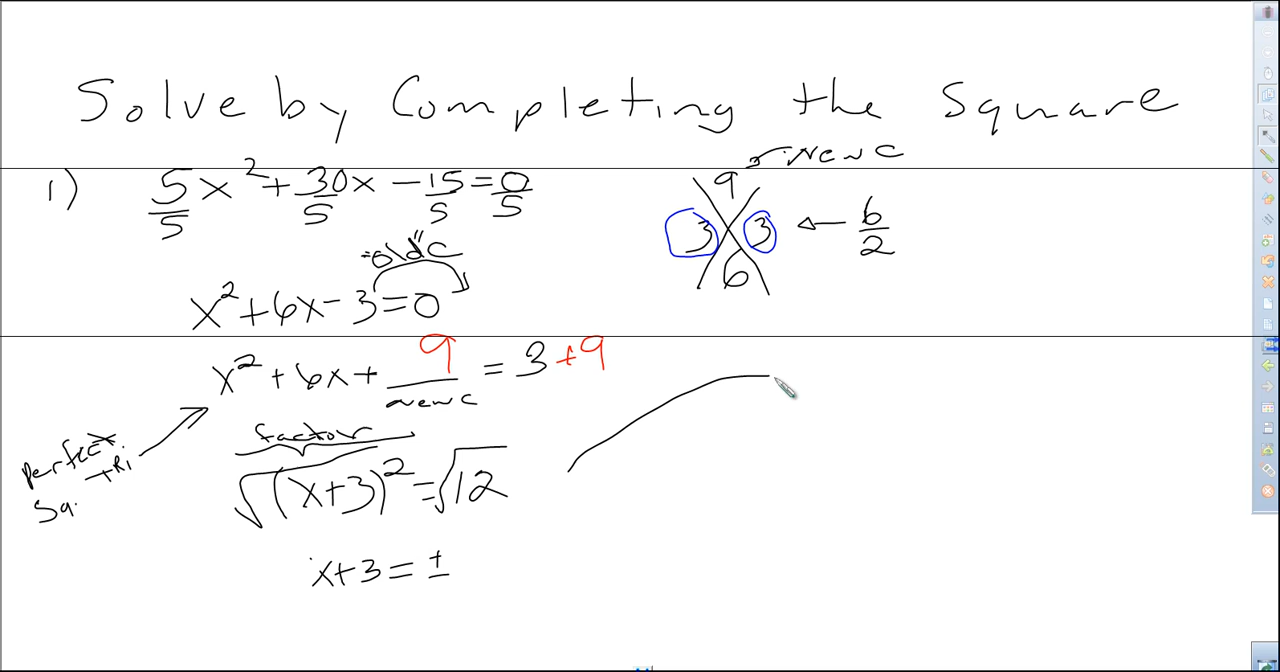 Solve by Completing the Square
1) 5/5 x² + 30x/5 - 15/5 = 0/5
New C
9
3 3 ← 6/2
6
"old C"
x² + 6x - 3 = 0
x² + 6x + 9 = 3 + 9
new C
perfect
sq. tri
factor
√(x+3)² = √12
x + 3 = ±